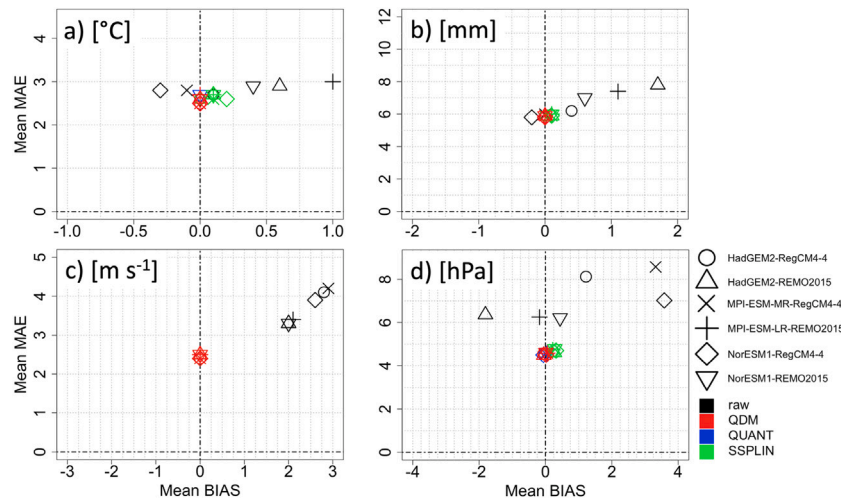 a) [°C]
Mean MAE
4
3
2
1
0
-1.0
-0.5
0.0
0.5
1.0
b) [mm]
12
10
8
6
4
2
0
-2
-1
0
1
2
c) [m s-1]
Mean MAE
5
4
3
2
1
0
-3
-2
-1
0
1
2
3
Mean BIAS
d) [hPa]
8
6
4
2
0
-4
-2
0
2
4
Mean BIAS
HadGEM2-RegCM4-4
HadGEM2-REMO2015
MPI-ESM-MR-RegCM4-4
MPI-ESM-LR-REMO2015
NorESM1-RegCM4-4
NorESM1-REMO2015
raw
QDM
QUANT
SSPLIN